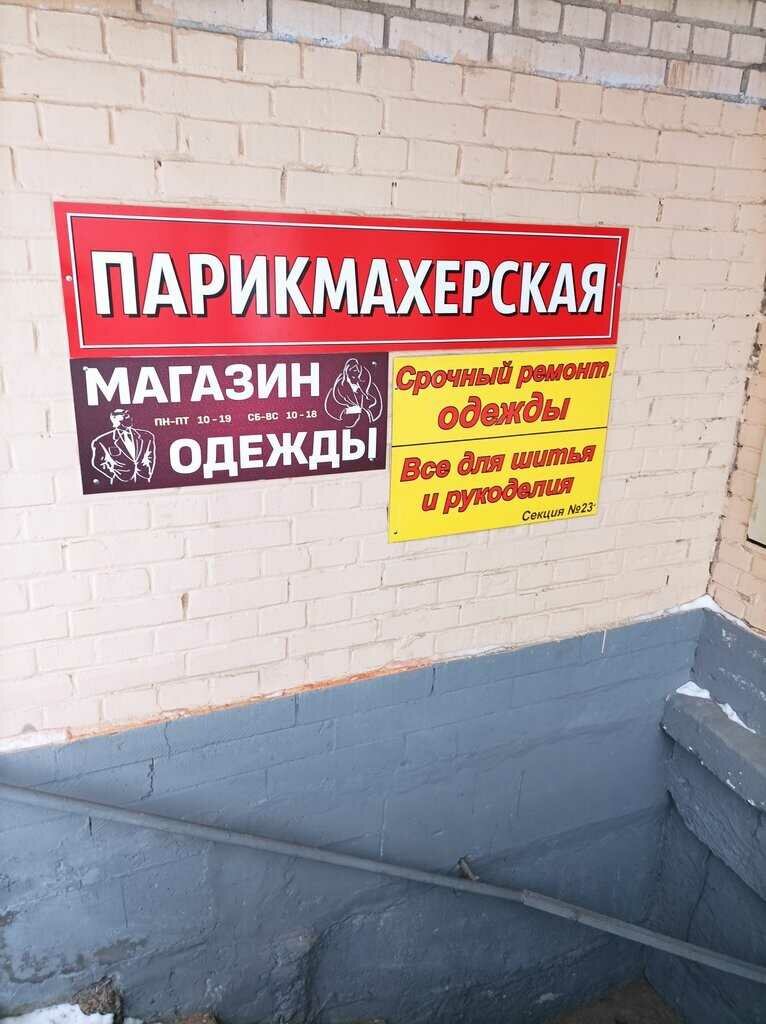 ПАРИКМАХЕРСКАЯ
МАГАЗИН
ПН-ПТ 10-19 СБ-ВС 10-18
ОДЕЖДЫ
Срочный ремонт
одежды
Все для шитья
и рукоделия
Секция №23